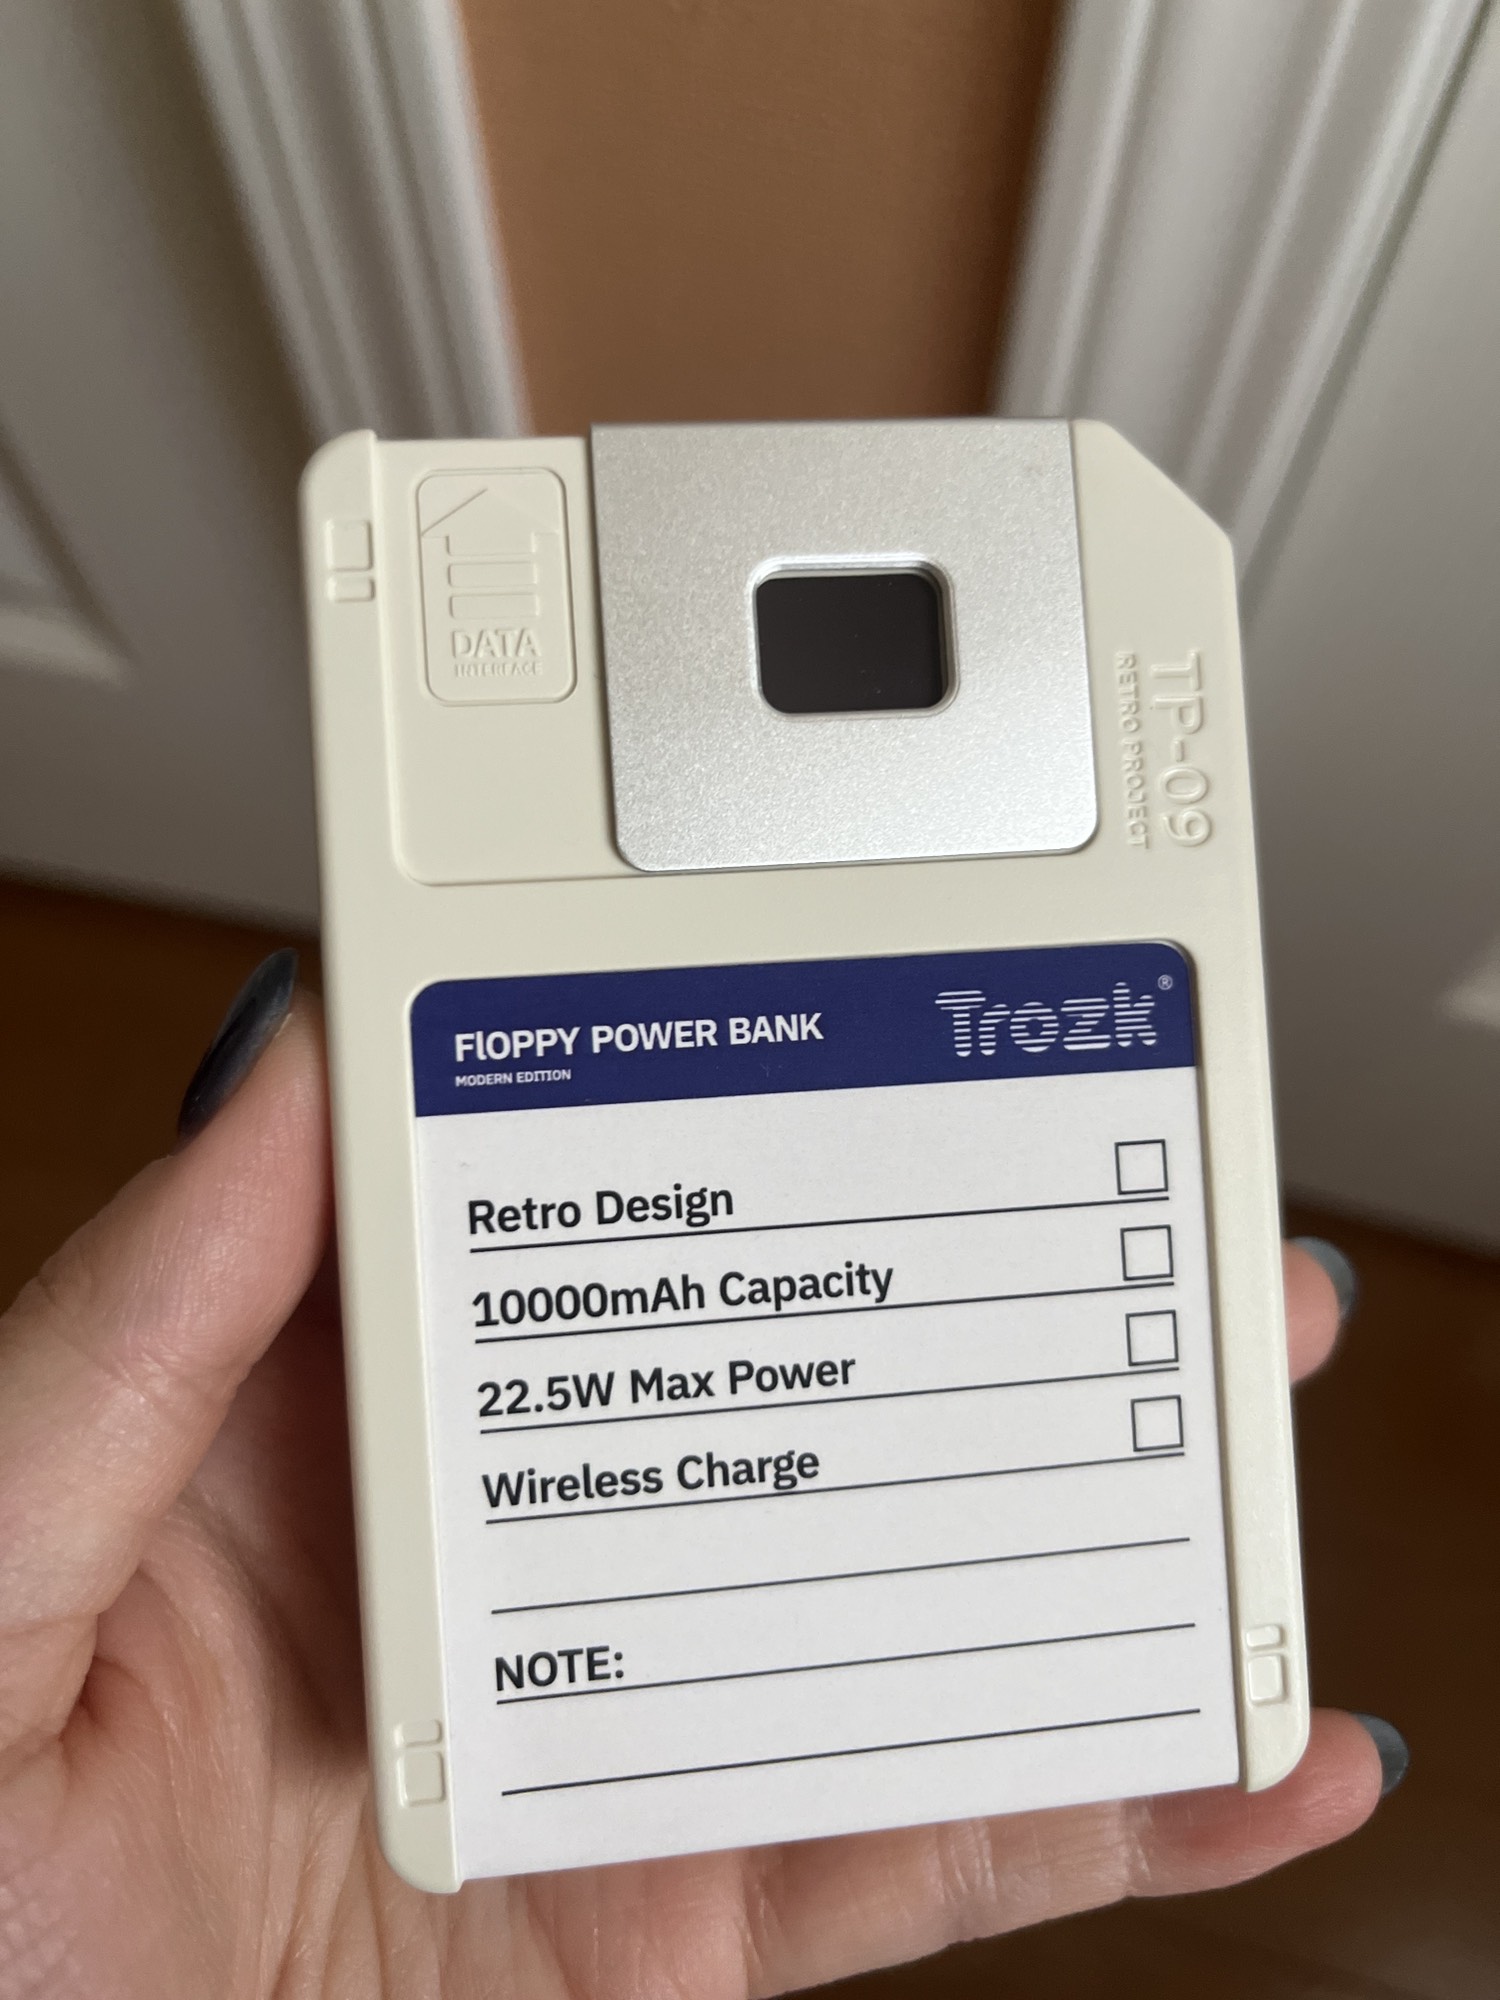 DATA
INTERFACE
TP-09
RETRO PROJECT
FlOPPY POWER BANK
MODERN EDITION
Trozk®
Retro Design
10000mAh Capacity
22.5W Max Power
Wireless Charge
NOTE: